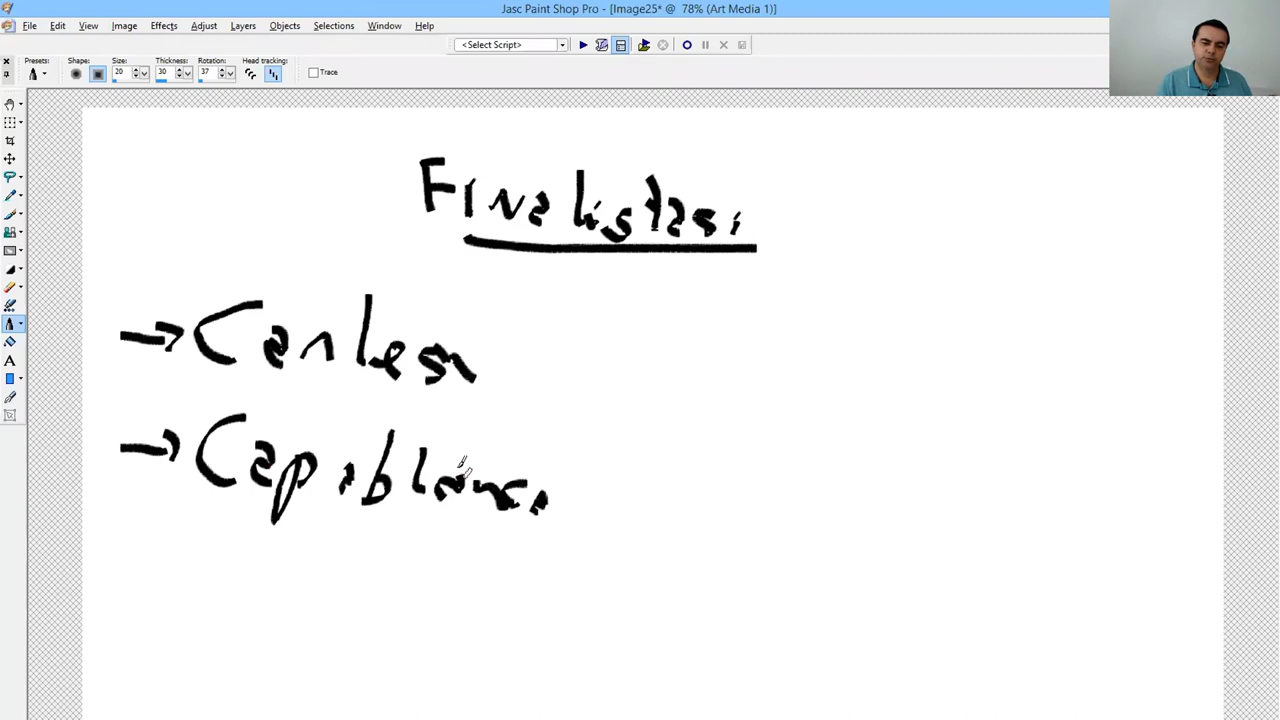 Jasc Paint Shop Pro - [Image25* @ 78% (Art Media 1)]
File Edit View Image Effects Adjust Layers Objects Selections Window Help
<Select Script>
Presets: Shape: Size: Thickness: Rotation: Head tracking:
20 30 37 Trace
Finalistas:
→ Carlsen
→ Capablanca